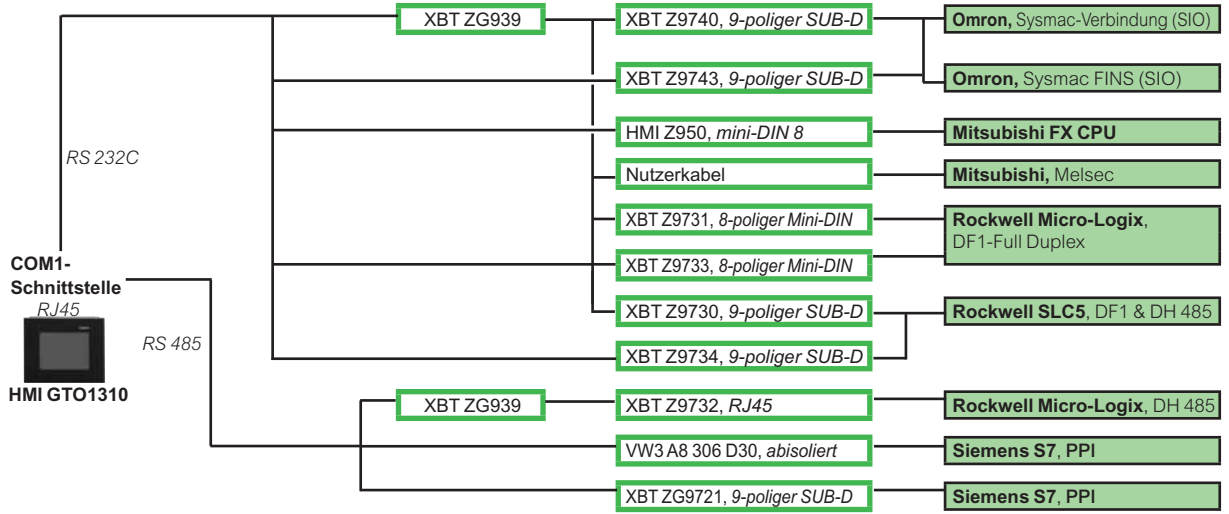 XBT ZG939
XBT Z9740, 9-poliger SUB-D
Omron, Sysmac-Verbindung (SIO)
XBT Z9743, 9-poliger SUB-D
Omron, Sysmac FINS (SIO)
HMI Z950, mini-DIN 8
Mitsubishi FX CPU
RS 232C
Nutzerkabel
Mitsubishi, Melsec
XBT Z9731, 8-poliger Mini-DIN
Rockwell Micro-Logix,
DF1-Full Duplex
XBT Z9733, 8-poliger Mini-DIN
COM1-
Schnittstelle
RJ45
XBT Z9730, 9-poliger SUB-D
Rockwell SLC5, DF1 & DH 485
RS 485
XBT Z9734, 9-poliger SUB-D
HMI GTO1310
XBT ZG939
XBT Z9732, RJ45
Rockwell Micro-Logix, DH 485
VW3 A8 306 D30, abisoliert
Siemens S7, PPI
XBT ZG9721, 9-poliger SUB-D
Siemens S7, PPI